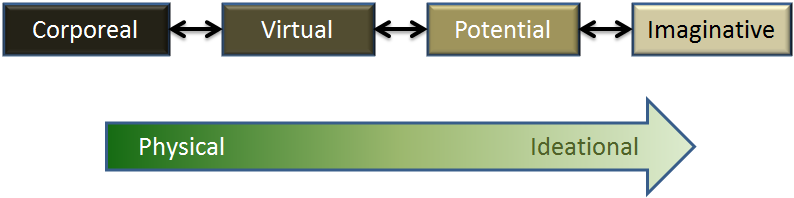 Corporeal Virtual Potential Imaginative
Physical Ideational